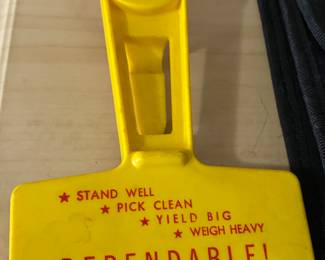 ★ STAND WELL
★ PICK CLEAN
★ YIELD BIG
★ WEIGH HEAVY
DEPENDABLE!